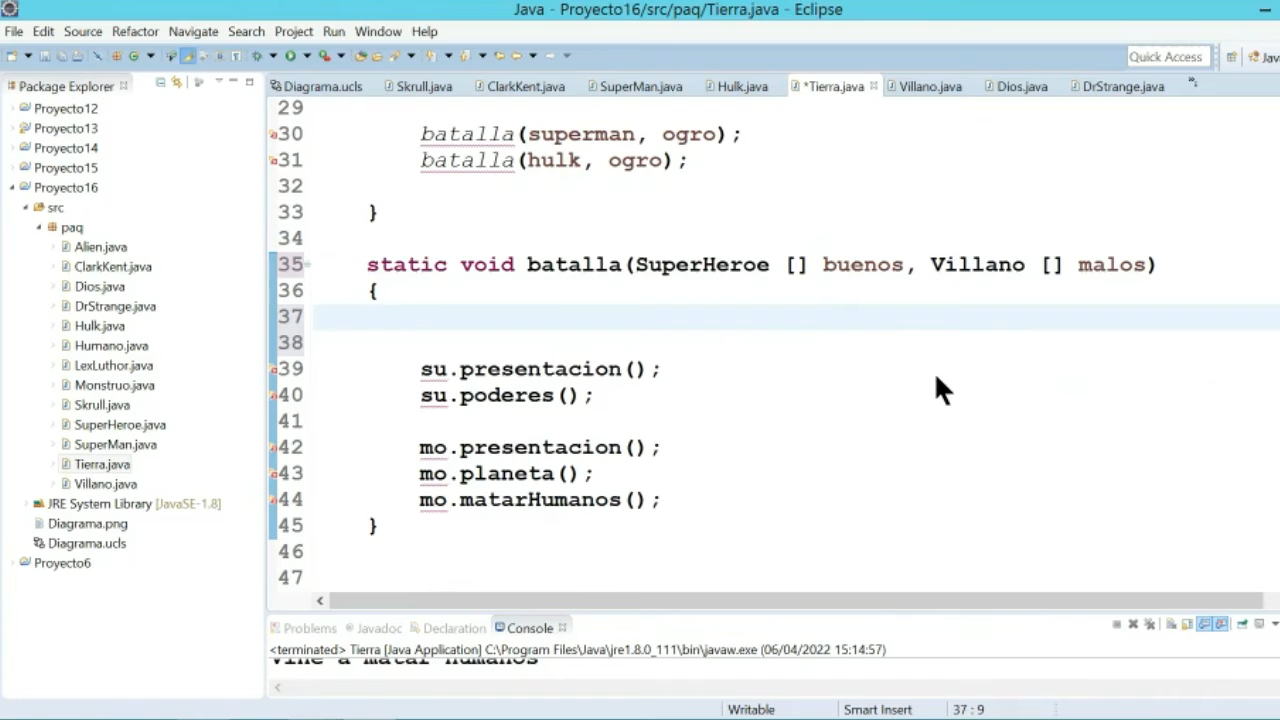 Java - Proyecto16/src/paq/Tierra.java - Eclipse
File Edit Source Refactor Navigate Search Project Run Window Help
Quick Access
Package Explorer
Diagrama.ucls Skrull.java ClarkKent.java SuperMan.java Hulk.java *Tierra.java Villano.java Dios.java DrStrange.java
Proyecto12
Proyecto13
Proyecto14
Proyecto15
Proyecto16
src
paq
Alien.java
ClarkKent.java
Dios.java
DrStrange.java
Hulk.java
Humano.java
LexLuthor.java
Monstruo.java
Skrull.java
SuperHeroe.java
SuperMan.java
Tierra.java
Villano.java
JRE System Library [JavaSE-1.8]
Diagrama.png
Diagrama.ucls
Proyecto6
29
30 batalla(superman, ogro);
31 batalla(hulk, ogro);
32
33 }
34
35 static void batalla(SuperHeroe [] buenos, Villano [] malos)
36 {
37
38
39 su.presentacion();
40 su.poderes();
41
42 mo.presentacion();
43 mo.planeta();
44 mo.matarHumanos();
45 }
46
47
Problems Javadoc Declaration Console
<terminated> Tierra [Java Application] C:\Program Files\Java\jre1.8.0_111\bin\javaw.exe (06/04/2022 15:14:57)
vine a matar humanos
Writable Smart Insert 37 : 9